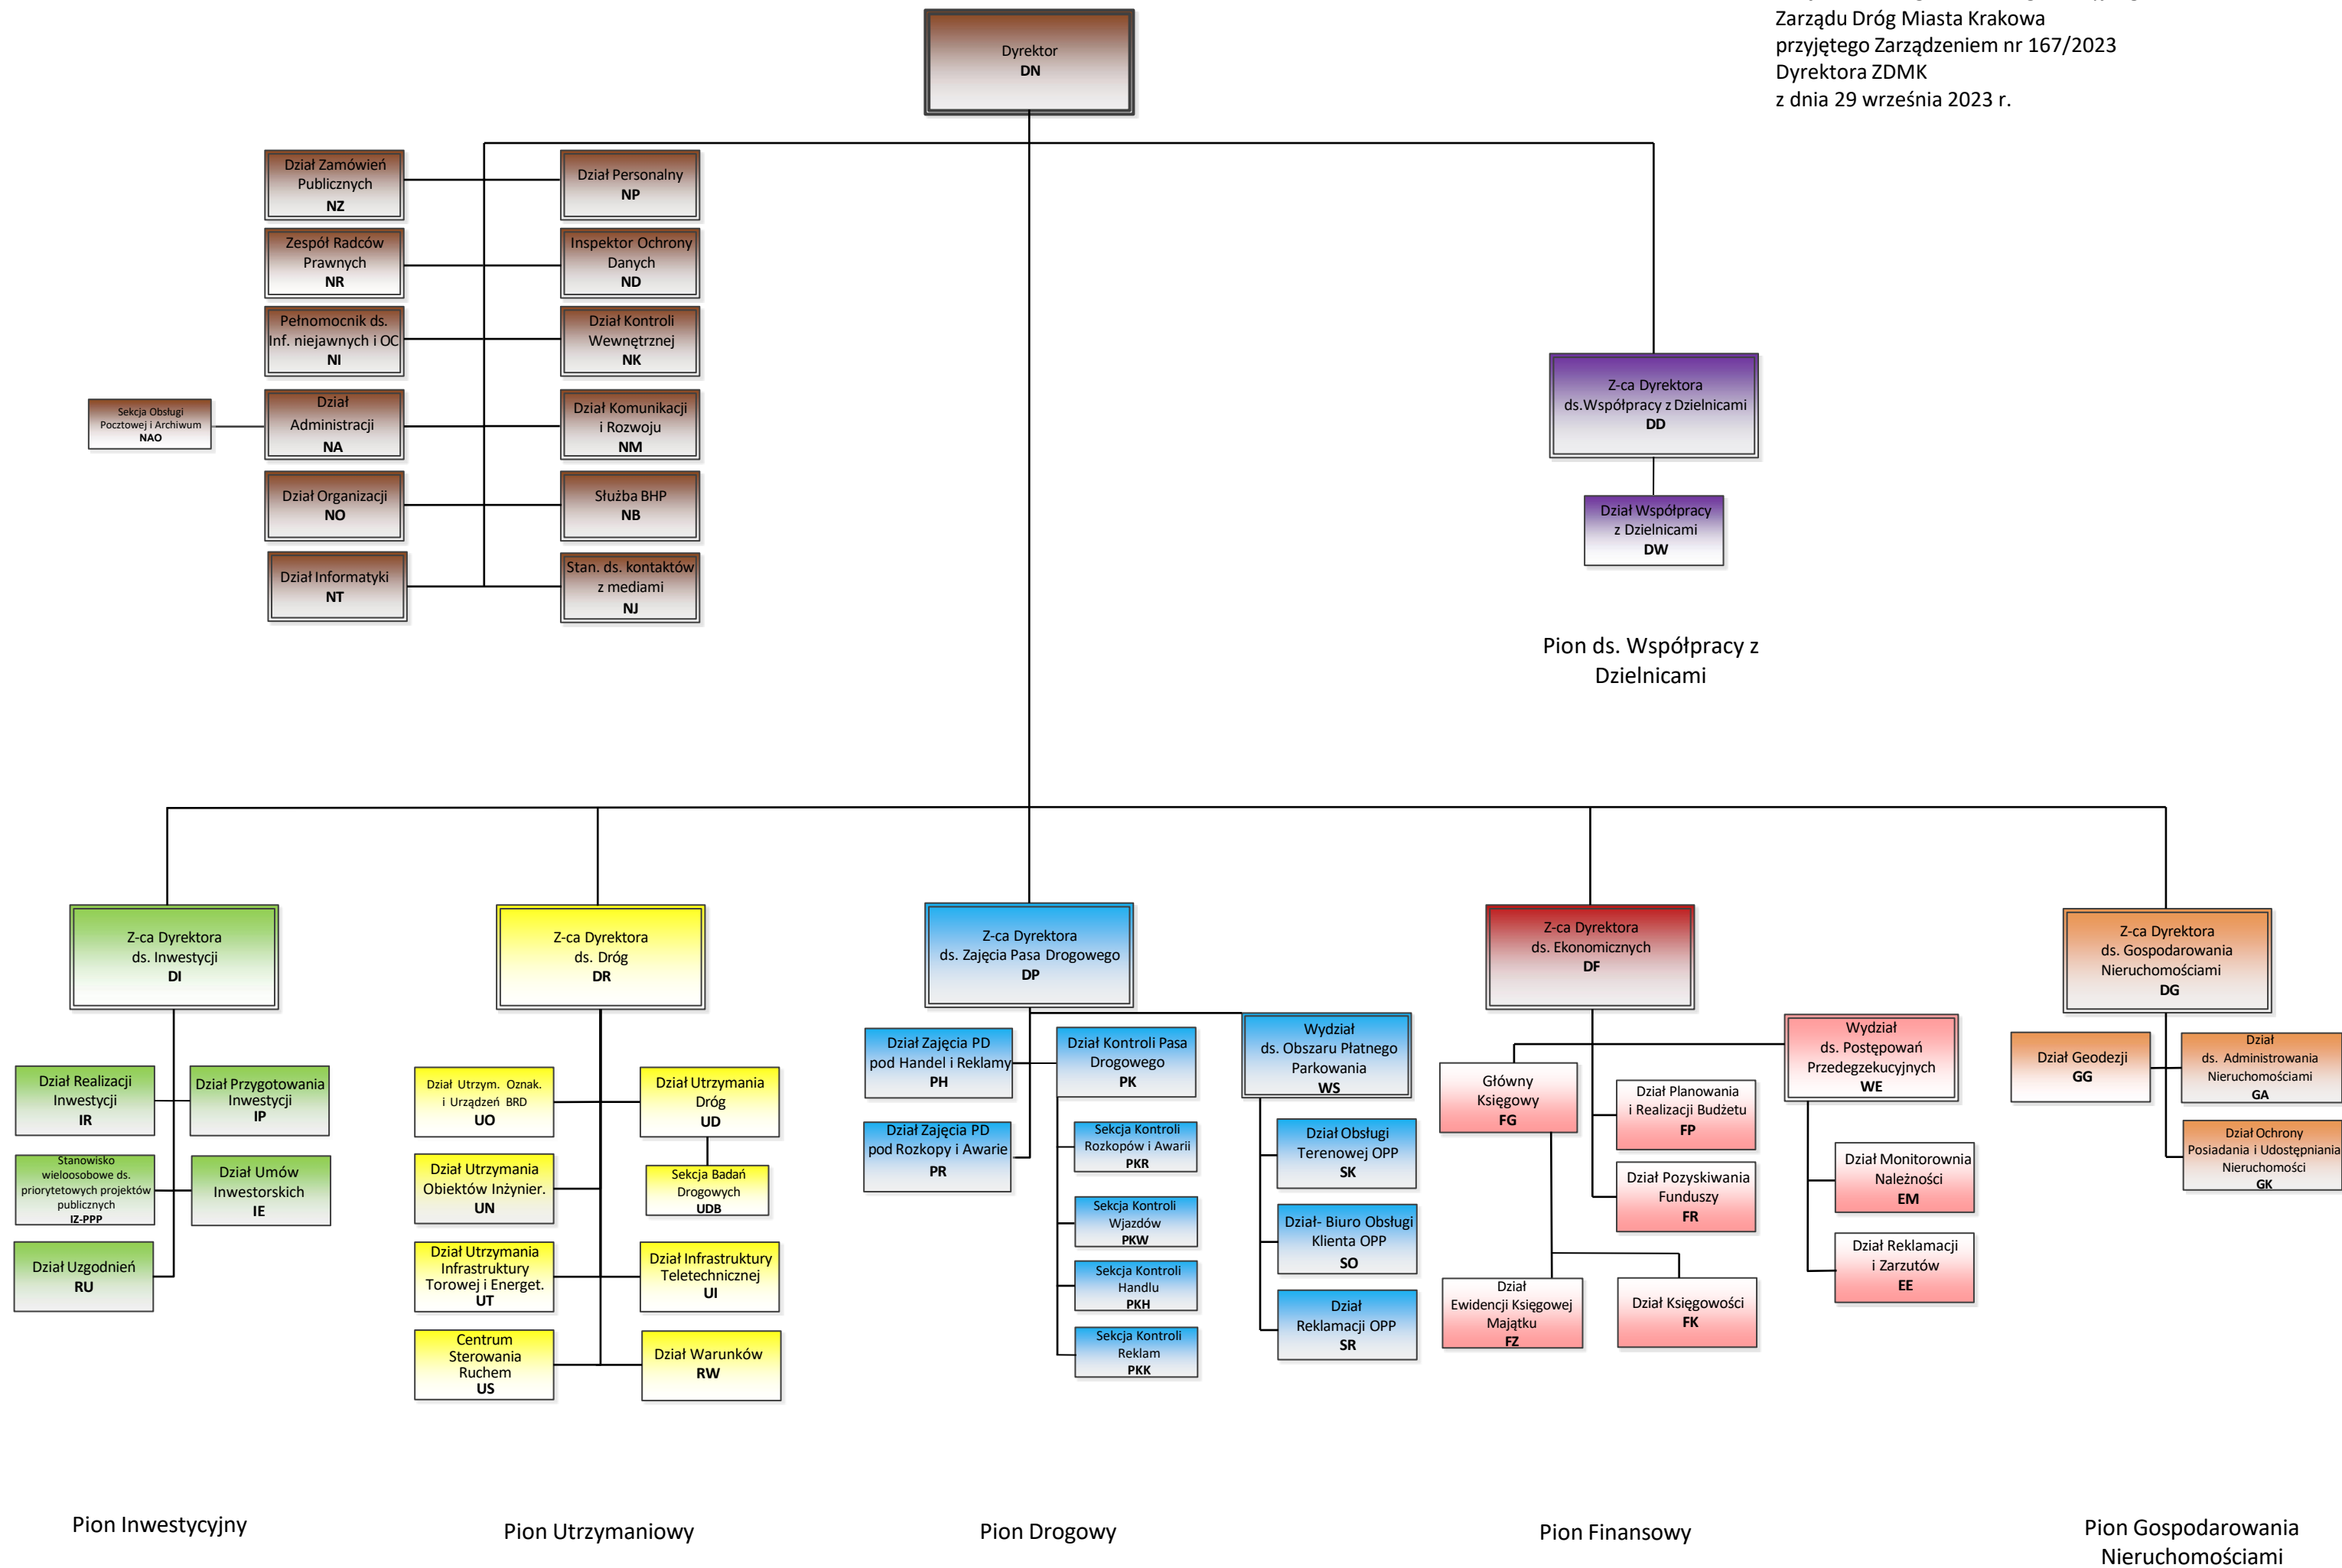 Zarządu Dróg Miasta Krakowa
przyjętego Zarządzeniem nr 167/2023
Dyrektora ZDMK
z dnia 29 września 2023 r.
Dyrektor
DN
Dział Zamówień
Publicznych
NZ
Dział Personalny
NP
Zespół Radców
Prawnych
NR
Inspektor Ochrony
Danych
ND
Pełnomocnik ds.
Inf. niejawnych i OC
NI
Dział Kontroli
Wewnętrznej
NK
Sekcja Obsługi
Pocztowej i Archiwum
NAO
Dział
Administracji
NA
Dział Komunikacji
i Rozwoju
NM
Dział Organizacji
NO
Służba BHP
NB
Dział Informatyki
NT
Stan. ds. kontaktów
z mediami
NJ
Z-ca Dyrektora
ds.Współpracy z Dzielnicami
DD
Dział Współpracy
z Dzielnicami
DW
Pion ds. Współpracy z
Dzielnicami
Z-ca Dyrektora
ds. Inwestycji
DI
Dział Realizacji
Inwestycji
IR
Dział Przygotowania
Inwestycji
IP
Stanowisko
wieloosobowe ds.
priorytetowych projektów
publicznych
IZ-PPP
Dział Umów
Inwestorskich
IE
Dział Uzgodnień
RU
Z-ca Dyrektora
ds. Dróg
DR
Dział Utrzym. Oznak.
i Urządzeń BRD
UO
Dział Utrzymania
Dróg
UD
Dział Utrzymania
Obiektów Inżynier.
UN
Sekcja Badań
Drogowych
UDB
Dział Utrzymania
Infrastruktury
Torowej i Energet.
UT
Dział Infrastruktury
Teletechnicznej
UI
Centrum
Sterowania
Ruchem
US
Dział Warunków
RW
Z-ca Dyrektora
ds. Zajęcia Pasa Drogowego
DP
Dział Zajęcia PD
pod Handel i Reklamy
PH
Dział Kontroli Pasa
Drogowego
PK
Wydział
ds. Obszaru Płatnego
Parkowania
WS
Dział Zajęcia PD
pod Rozkopy i Awarie
PR
Sekcja Kontroli
Rozkopów i Awarii
PKR
Sekcja Kontroli
Wjazdów
PKW
Sekcja Kontroli
Handlu
PKH
Sekcja Kontroli
Reklam
PKK
Dział Obsługi
Terenowej OPP
SK
Dział- Biuro Obsługi
Klienta OPP
SO
Dział
Reklamacji OPP
SR
Z-ca Dyrektora
ds. Ekonomicznych
DF
Główny
Księgowy
FG
Dział Planowania
i Realizacji Budżetu
FP
Dział Pozyskiwania
Funduszy
FR
Dział
Ewidencji Księgowej
Majątku
FZ
Dział Księgowości
FK
Wydział
ds. Postępowań
Przedegzekucyjnych
WE
Dział Monitorownia
Należności
EM
Dział Reklamacji
i Zarzutów
EE
Z-ca Dyrektora
ds. Gospodarowania
Nieruchomościami
DG
Dział Geodezji
GG
Dział
ds. Administrowania
Nieruchomościami
GA
Dział Ochrony
Posiadania i Udostępniania
Nieruchomości
GK
Pion Inwestycyjny
Pion Utrzymaniowy
Pion Drogowy
Pion Finansowy
Pion Gospodarowania
Nieruchomościami